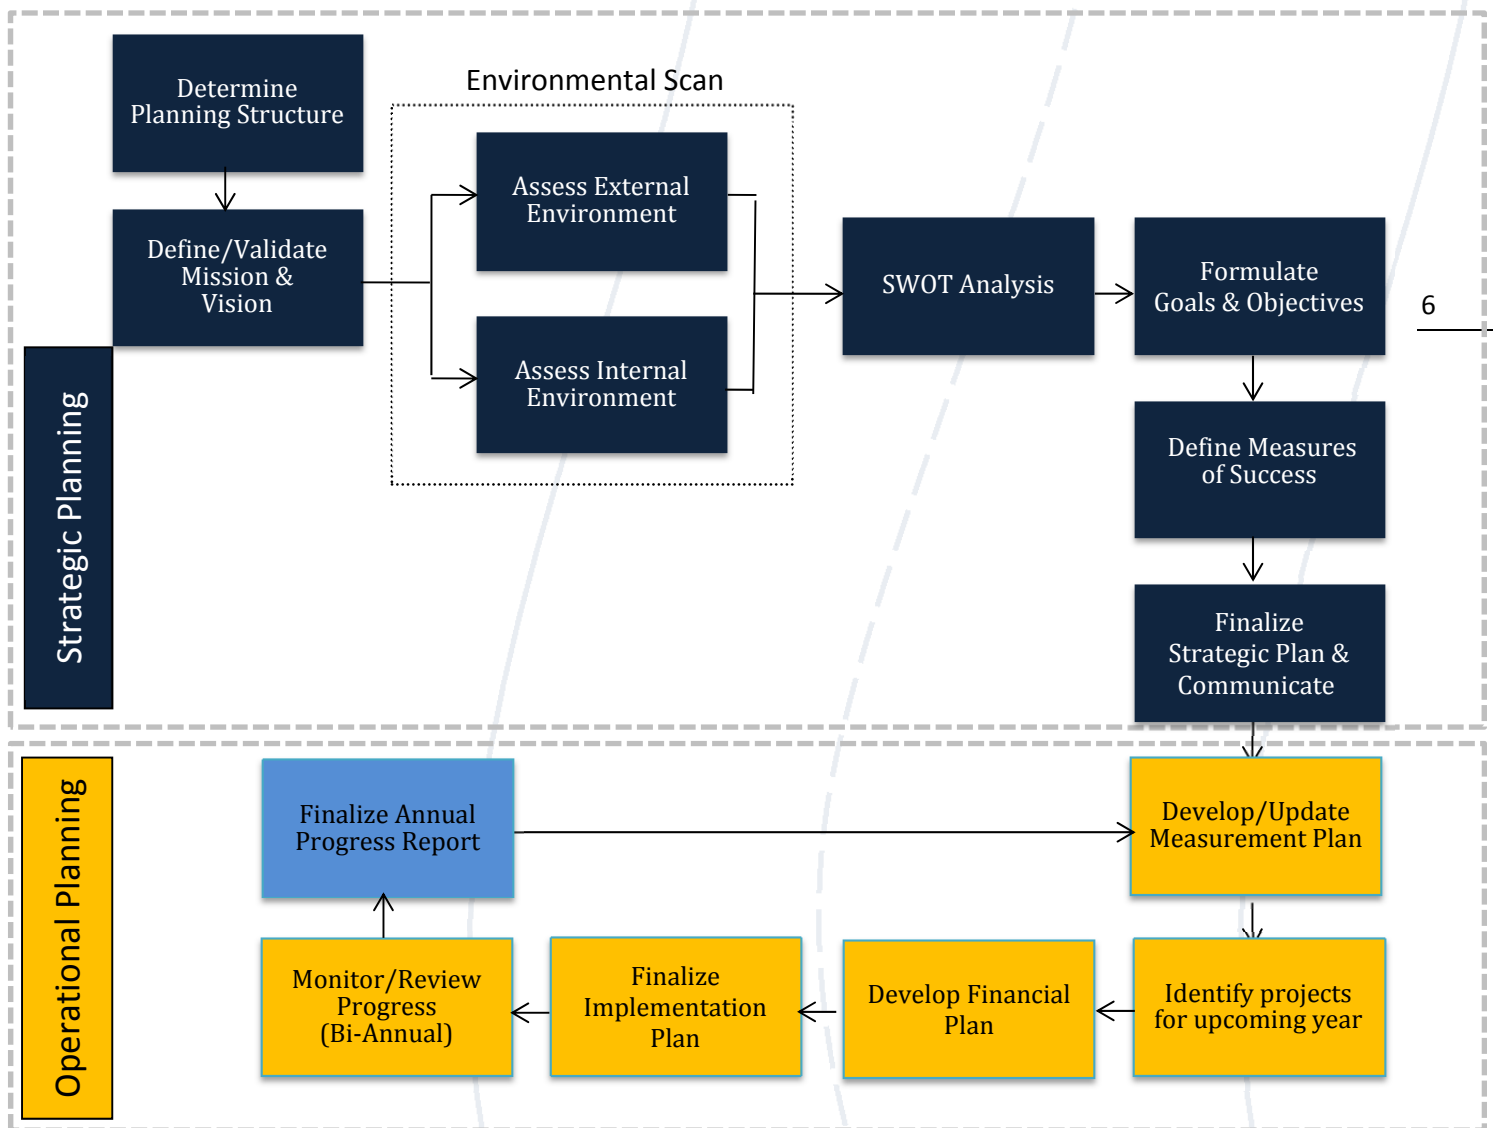 Determine
Planning Structure
Environmental Scan
Define/Validate
Mission &
Vision
Assess External
Environment
Assess Internal
Environment
SWOT Analysis
Formulate
Goals & Objectives
6
Define Measures
of Success
Finalize
Strategic Plan &
Communicate
Strategic Planning
Operational Planning
Finalize Annual
Progress Report
Develop/Update
Measurement Plan
Monitor/Review
Progress
(Bi-Annual)
Finalize
Implementation
Plan
Develop Financial
Plan
Identify projects
for upcoming year